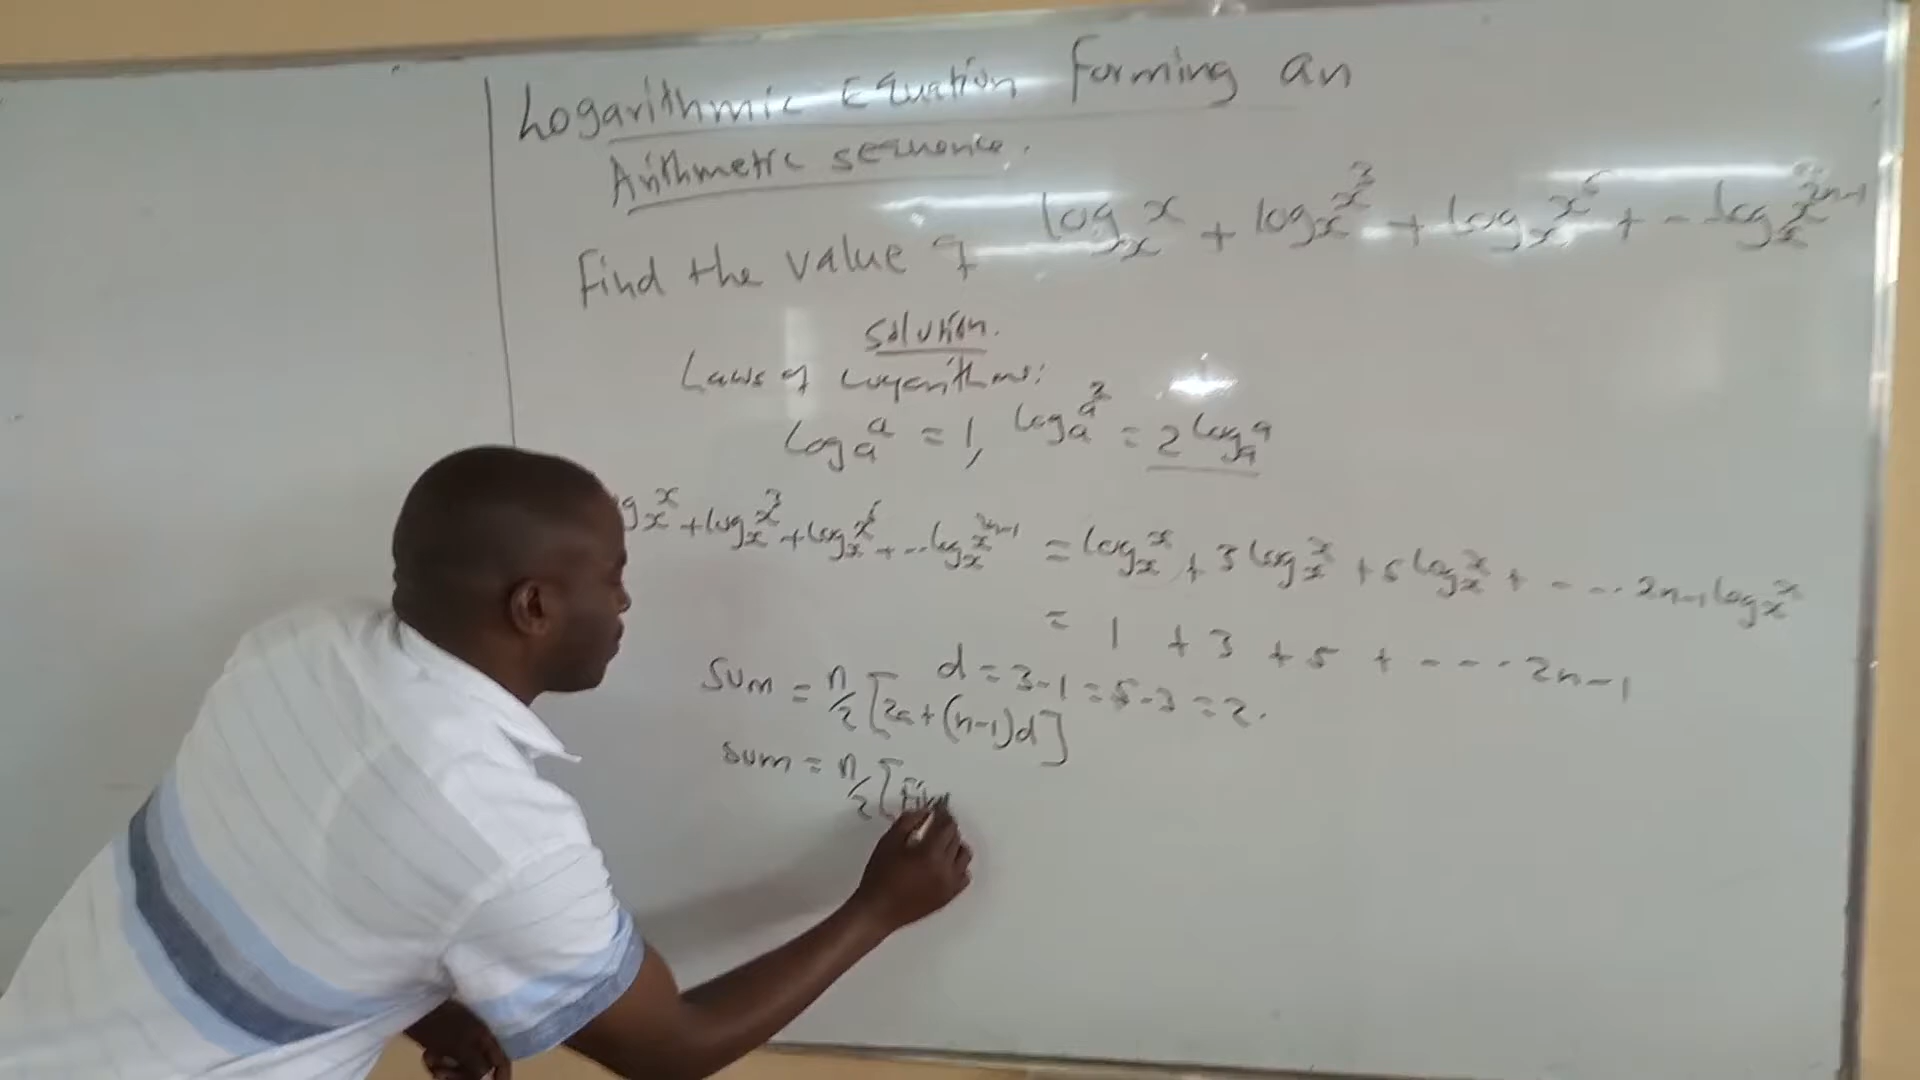 Logarithmic Equation forming an
Arithmetic sequence.
Find the value of log_x x + log_x x^3 + log_x x^5 + - log_x x^{2n-1}
Solution.
Laws of Logarithms:
log_a a = 1, log_a a^2 = 2 log_a a
g_x x + log_x x^3 + log_x x^5 + ... log_x x^{2n-1} = log_x x + 3 log_x x + 5 log_x x + - ... 2n-1 log_x x
= 1 + 3 + 5 + - - - - 2n-1
d = 3-1 = 5-3 = 2.
Sum = n/2 [2a + (n-1)d]
Sum = n/2 [